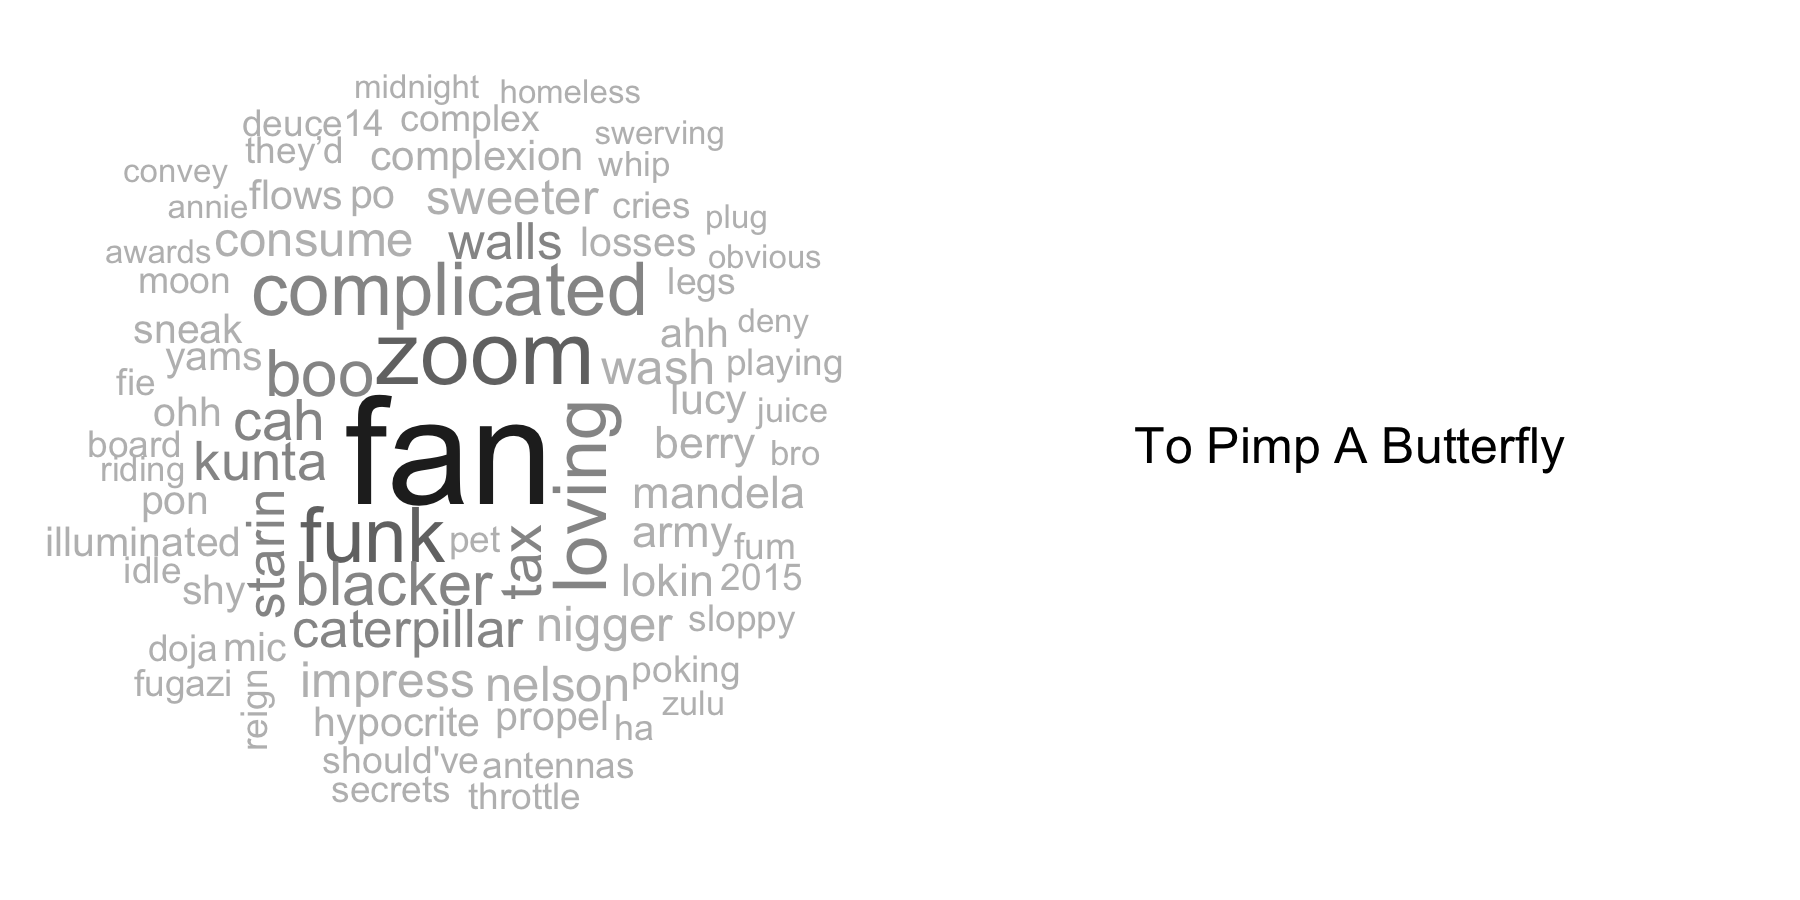 midnight homeless
deuce14 complex
swerving
they’d complexion whip
convey
flows po sweeter cries
annie plug
consume walls losses
awards obvious
moon complicated legs
sneak ahh deny
yams boo zoom wash playing
fie lucy juice
ohh cah fan loving
board kunta berry bro
riding
pon starin mandela
illuminated funk pet tax army fum
idle shy blacker lokin 2015
caterpillar nigger sloppy
doja mic
fugazi impress nelson poking
reign zulu
hypocrite propel ha
should've antennas
secrets throttle
To Pimp A Butterfly